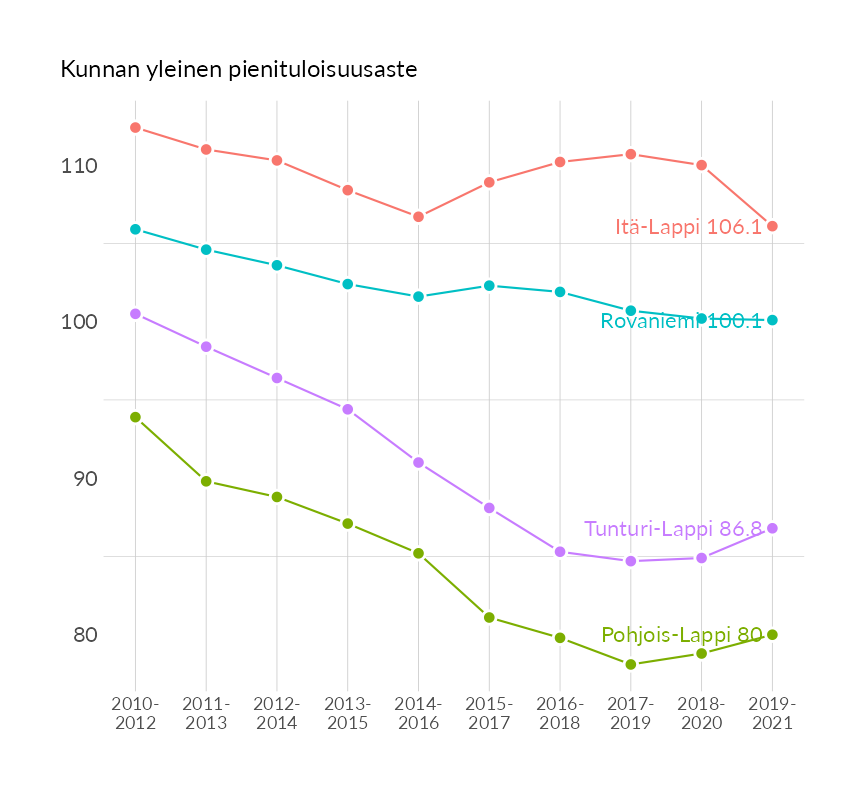 Kunnan yleinen pienituloisuusaste
110
100
90
80
Itä-Lappi 106.1
Rovaniemi 100.1
Tunturi-Lappi 86.8
Pohjois-Lappi 80
2010- 2011- 2012- 2013- 2014- 2015- 2016- 2017- 2018- 2019-
2012 2013 2014 2015 2016 2017 2018 2019 2020 2021